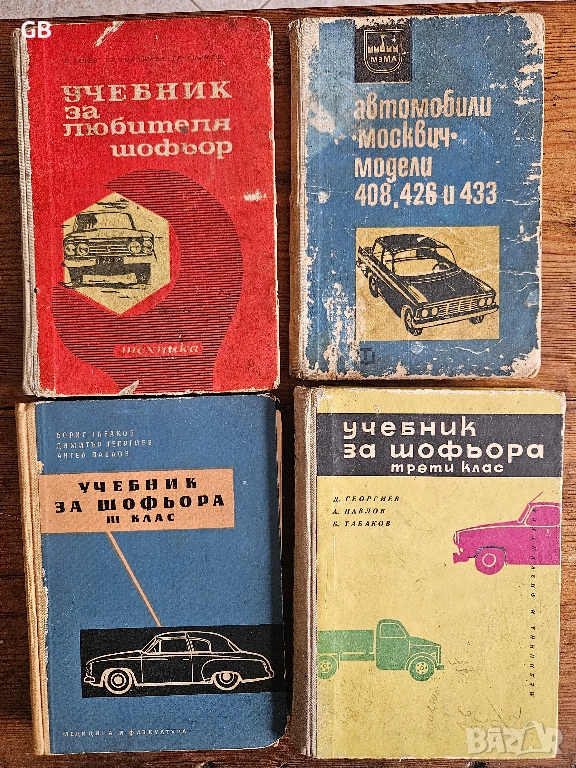 GB
УЧЕБНИК
ЗА
ЛЮБИТЕЛЯ
ШОФЬОР
техника
МЗМА
автомобили
"москвич"
модели
408, 426 и 433
БОРИС ТАБАКОВ
ДИМИТЪР ГЕОРГИЕВ
АНГЕЛ ПАВЛОВ
УЧЕБНИК
ЗА ШОФЬОРА
III КЛАС
МЕДИЦИНА И ФИЗКУЛТУРА
учебник
за шофьора
трети клас
Д. ГЕОРГИЕВ
А. ПАВЛОВ
Б. ТАБАКОВ
МЕДИЦИНА И ФИЗКУЛТУРА
BAZAR